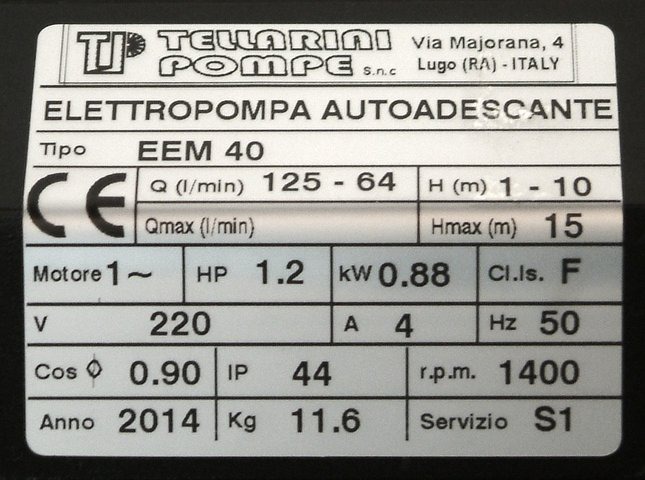 TP TELLARINI POMPE s.n.c Via Majorana, 4
Lugo (RA) - ITALY
ELETTROPOMPA AUTOADESCANTE
Tipo EEM 40
CE Q (l/min) 125 - 64 H (m) 1 - 10
Qmax (l/min) Hmax (m) 15
Motore 1~ HP 1.2 kW 0.88 Cl.Is. F
V 220 A 4 Hz 50
Cos ϕ 0.90 IP 44 r.p.m. 1400
Anno 2014 Kg 11.6 Servizio S1